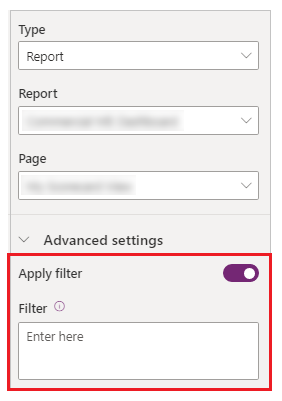 Type
Report
Report
Page
Advanced settings
Apply filter
Filter
Enter here